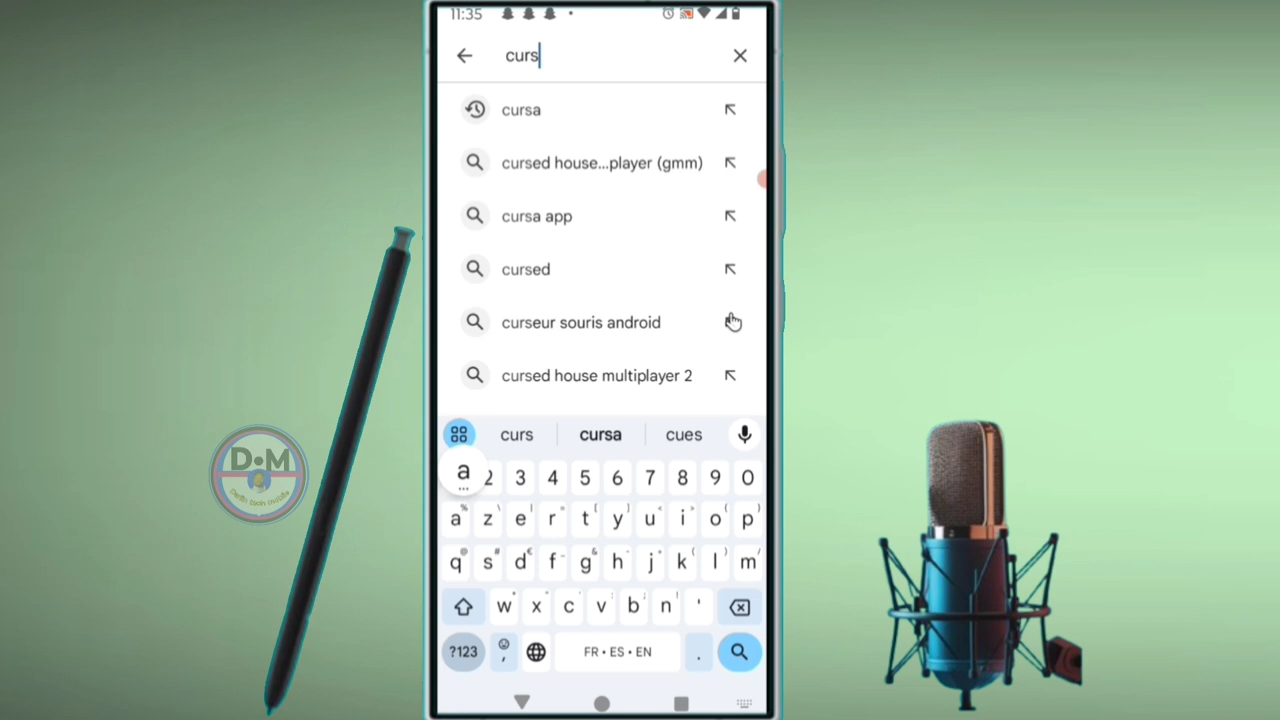 11:35
curs
cursa
cursed house...player (gmm)
cursa app
cursed
curseur souris android
cursed house multiplayer 2
curs cursa cues
a 2 3 4 5 6 7 8 9 0
a z e r t y u i o p
q s d f g h j k l m
w x c v b n '
?123 , FR • ES • EN .
D•M